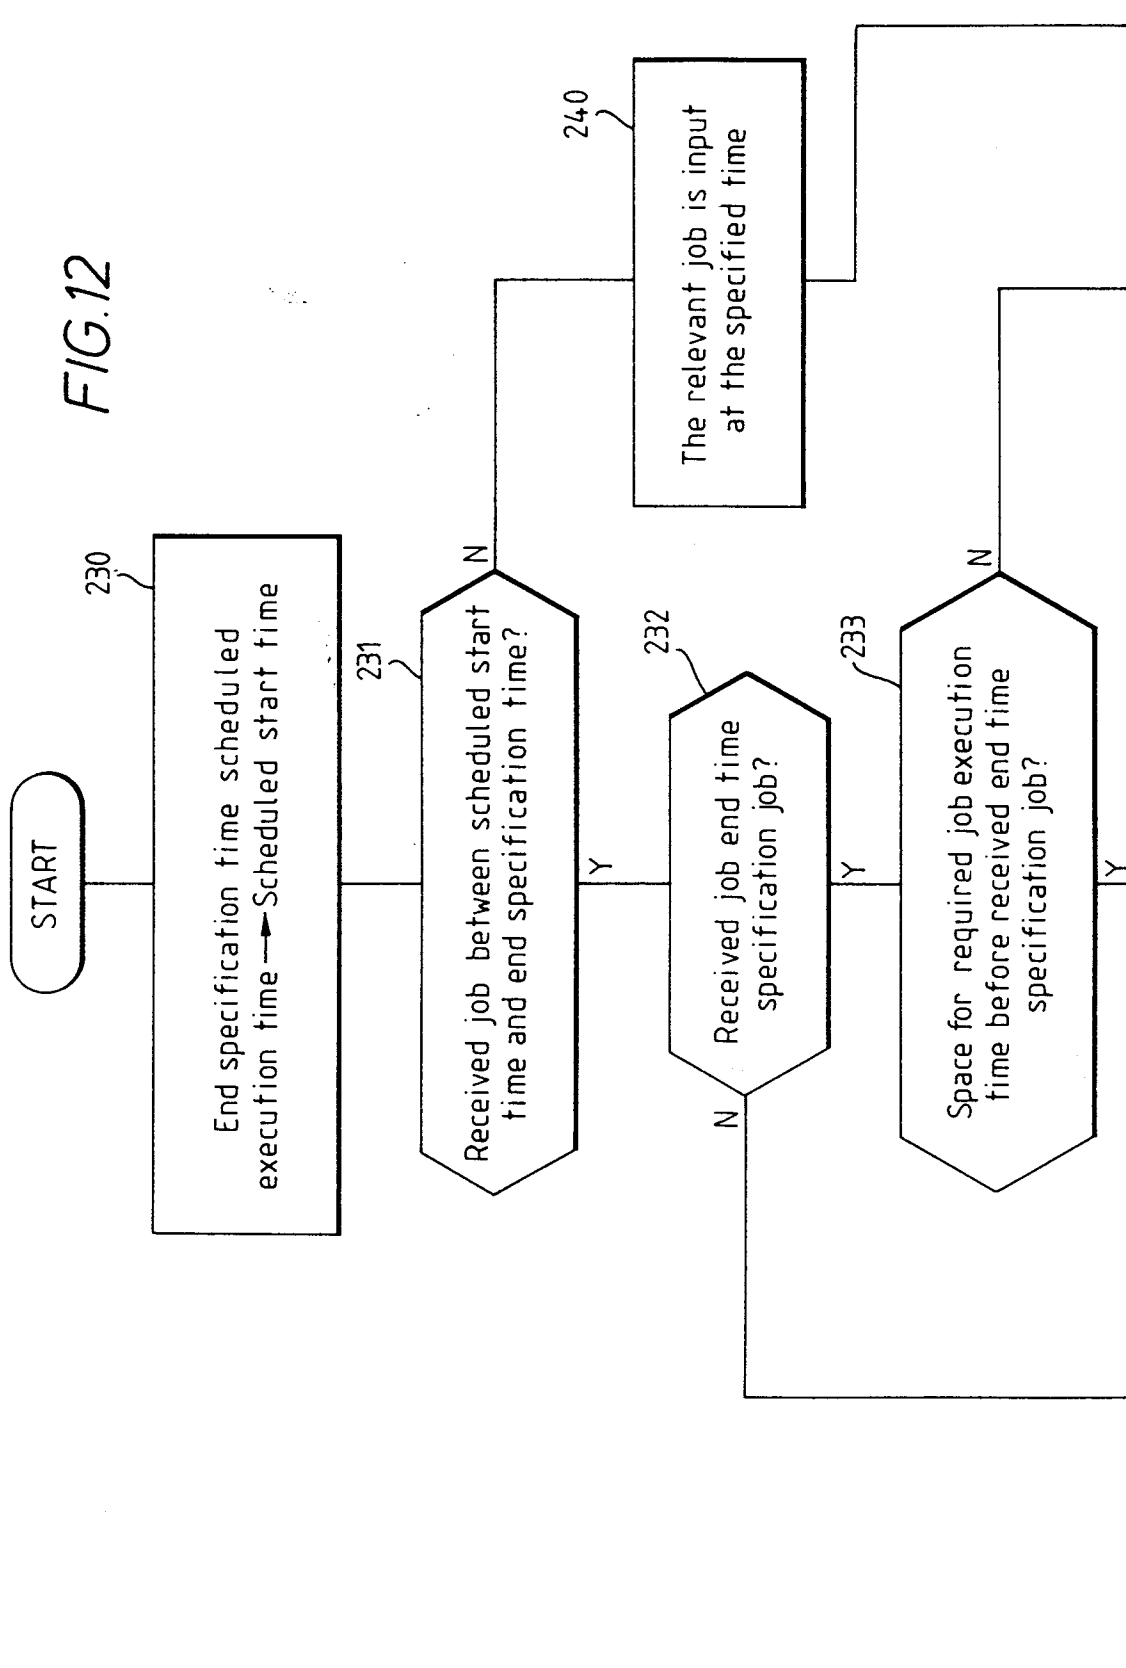 FIG.12
START
230
End specification time scheduled
execution time → Scheduled start time
231
Received job between scheduled start
time and end specification time?
N
Y
240
The relevant job is input
at the specified time
232
Received job end time
specification job?
N
Y
233
Space for required job execution
time before received end time
specification job?
N
Y